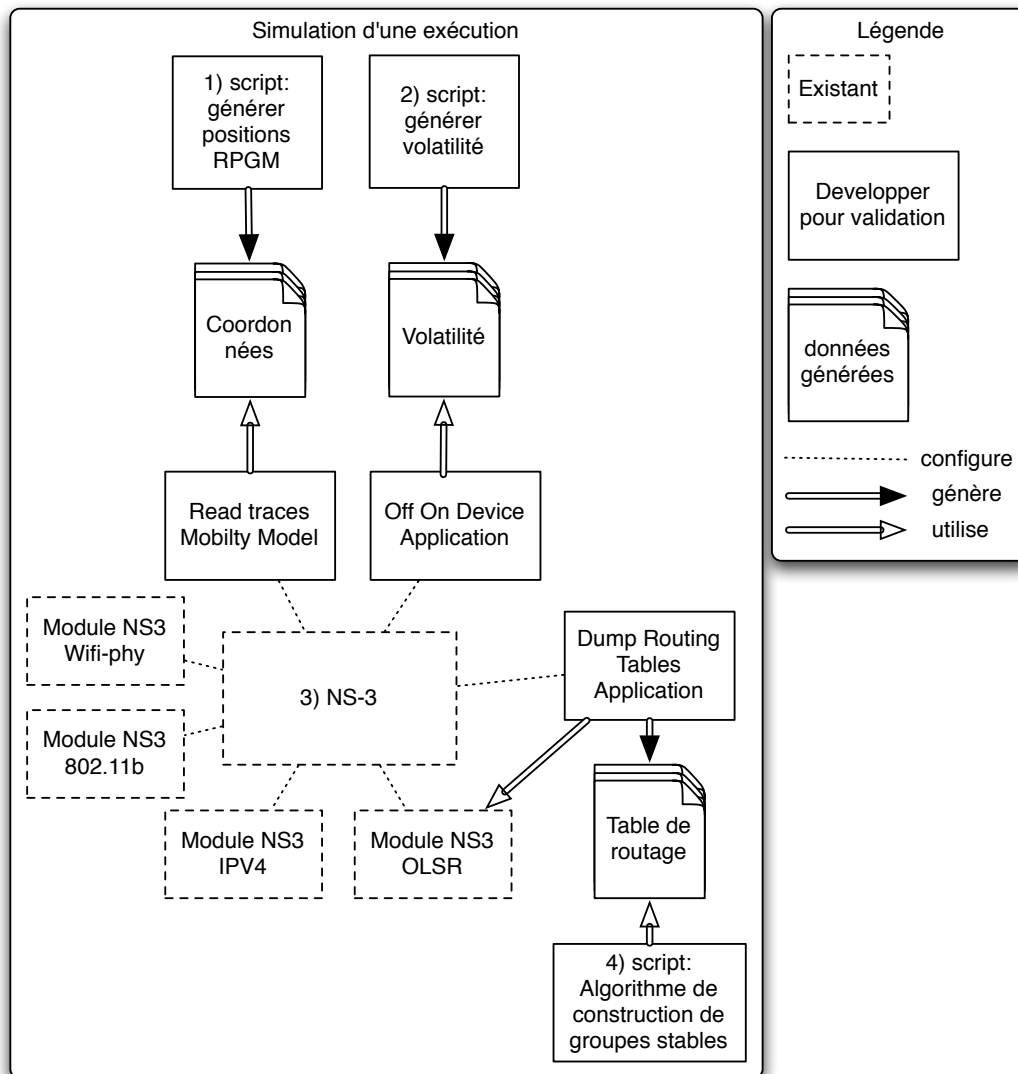 Simulation d'une exécution
1) script:
générer
positions
RPGM
2) script:
générer
volatilité
Coordon
nées
Volatilité
Read traces
Mobilty Model
Off On Device
Application
Module NS3
Wifi-phy
3) NS-3
Dump Routing
Tables
Application
Module NS3
802.11b
Module NS3
IPV4
Module NS3
OLSR
Table de
routage
4) script:
Algorithme de
construction de
groupes stables
Légende
Existant
Developper
pour validation
données
générées
configure
génère
utilise